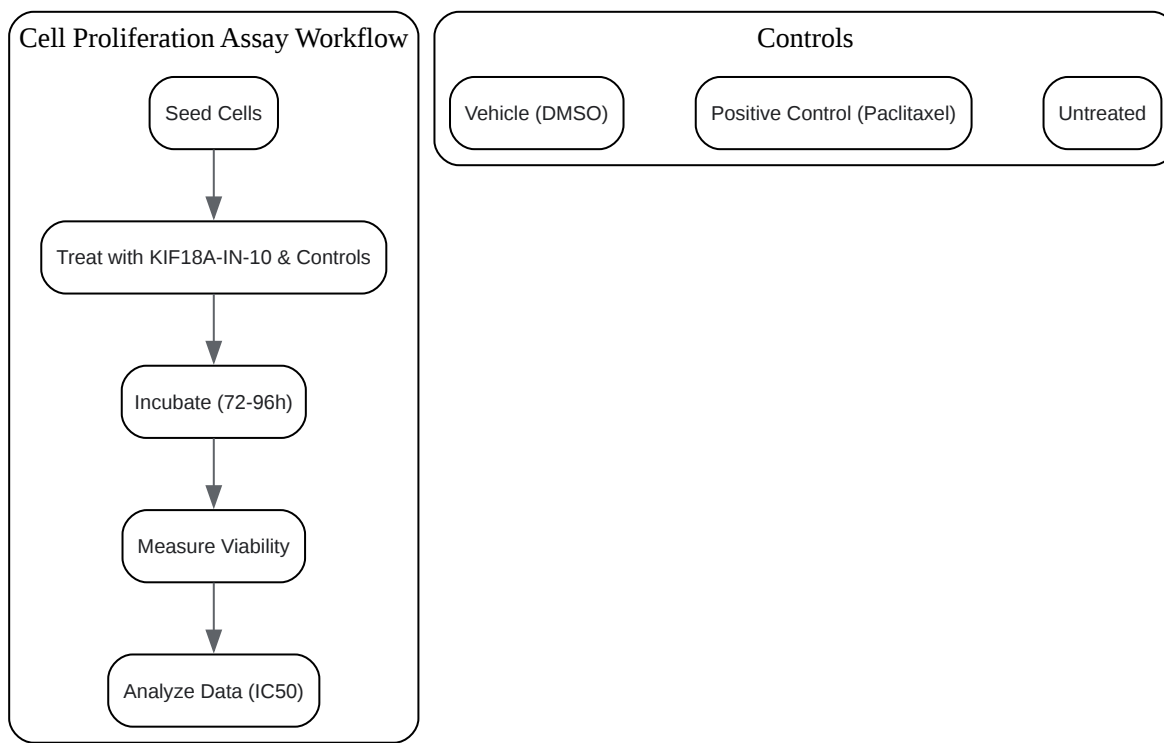 Cell Proliferation Assay Workflow
Seed Cells
Treat with KIF18A-IN-10 & Controls
Incubate (72-96h)
Measure Viability
Analyze Data (IC50)
Controls
Vehicle (DMSO)
Positive Control (Paclitaxel)
Untreated